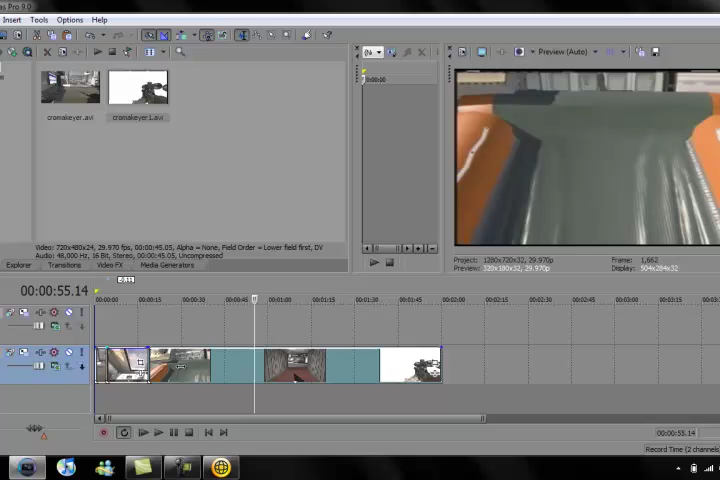 as Pro 9.0
Insert Tools Options Help
Preview (Auto)
0:00:00
cromakeyer.avi cromakeyer1.avi
Video: 720x480x24, 29.970 fps, 00:00:45.05, Alpha = None, Field Order = Lower field first, DV
Audio: 48,000 Hz, 16 Bit, Stereo, 00:00:45.05, Uncompressed
Explorer Transitions Video FX Media Generators
Project: 1280x720x32, 29.970p
Preview: 320x180x32, 29.970p
Frame: 1,662
Display: 504x284x32
00:00:55.14
00:00:00 00:00:15 00:00:30 00:00:45 00:01:00 00:01:15 00:01:30 00:01:45 00:02:00 00:02:15 00:02:30 00:02:45 00:03:00 00:03:15
00:00:55.14
Record Time (2 channels)